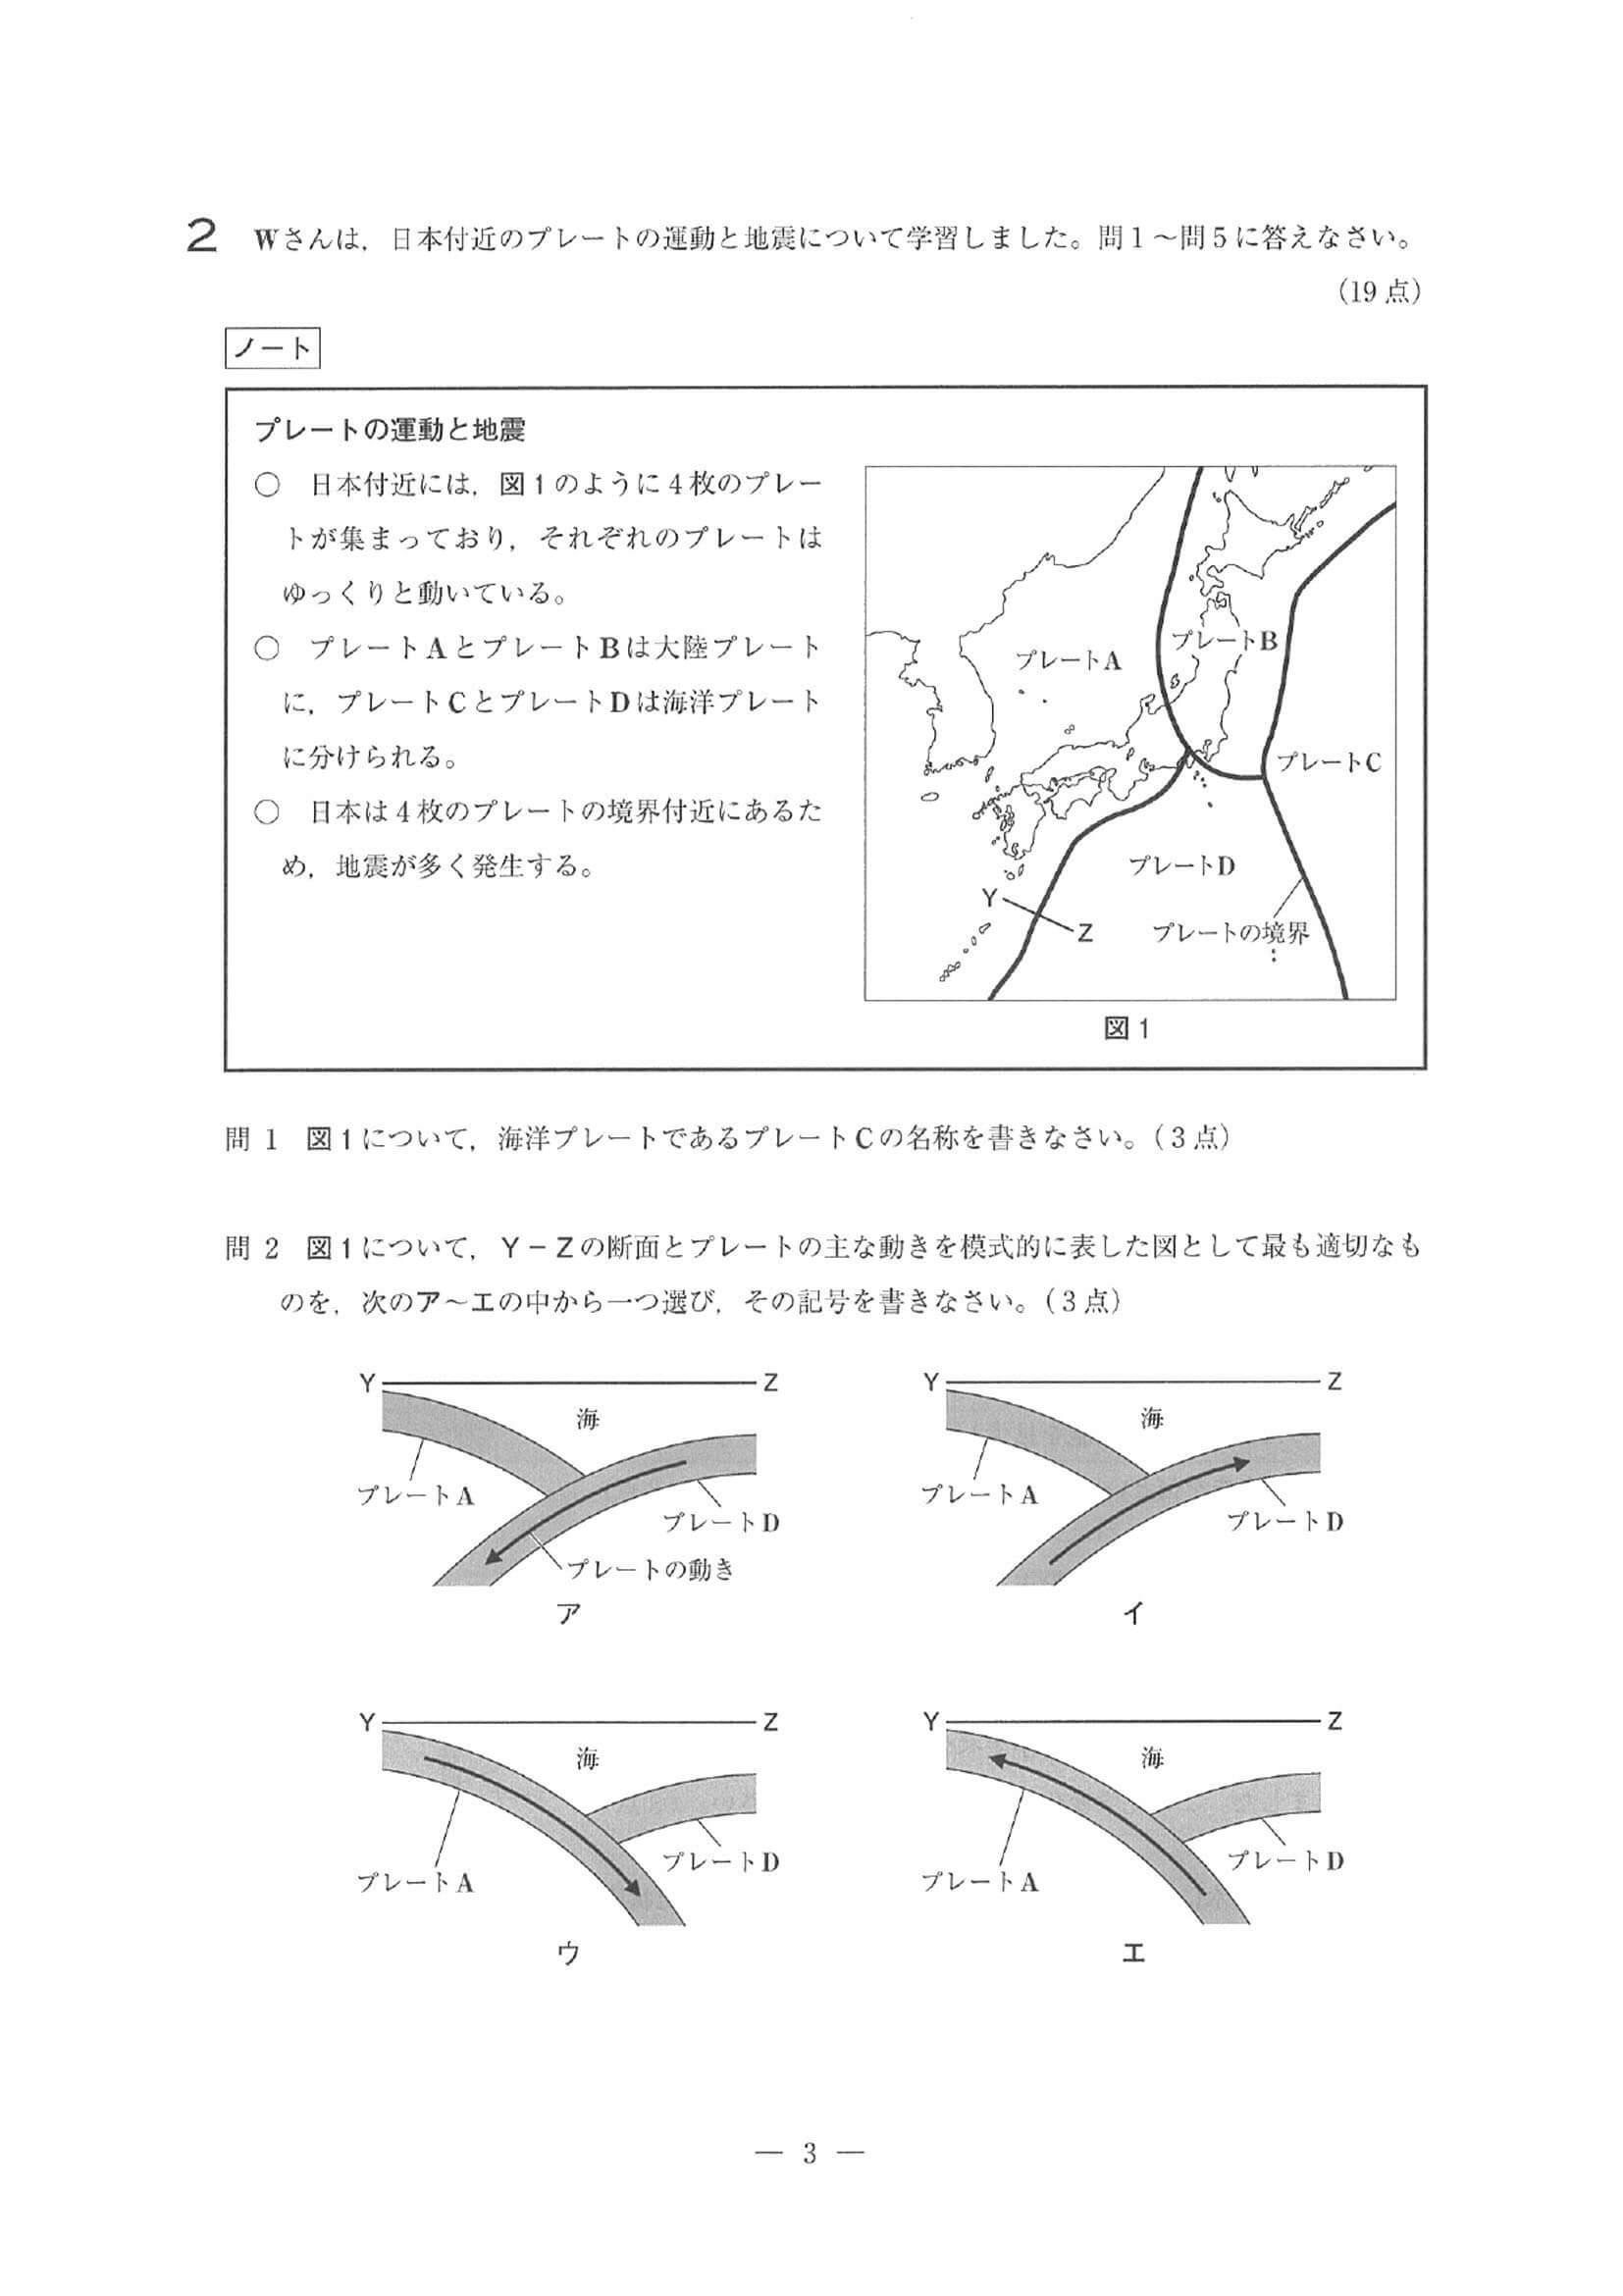 2 Wさんは，日本付近のプレートの運動と地震について学習しました。問1～問5に答えなさい。
（19点）
ノート
プレートの運動と地震
○ 日本付近には，図1のように4枚のプレー
トが集まっており，それぞれのプレートは
ゆっくりと動いている。
○ プレートAとプレートBは大陸プレート
に，プレートCとプレートDは海洋プレート
に分けられる。
○ 日本は4枚のプレートの境界付近にあるた
め，地震が多く発生する。
プレートB
プレートA
プレートC
プレートD
Y
Z
プレートの境界
図1
問1 図1について，海洋プレートであるプレートCの名称を書きなさい。（3点）
問2 図1について，Y－Zの断面とプレートの主な動きを模式的に表した図として最も適切なも
のを，次のア～エの中から一つ選び，その記号を書きなさい。（3点）
Y Z
海
プレートA
プレートD
プレートの動き
ア
Y Z
海
プレートA
プレートD
イ
Y Z
海
プレートD
プレートA
ウ
Y Z
海
プレートD
プレートA
エ
— 3 —